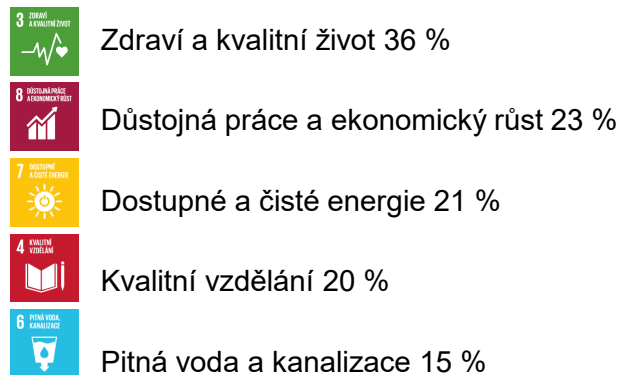 3 ZDRAVÍ
A KVALITNÍ ŽIVOT
Zdraví a kvalitní život 36 %
8 DŮSTOJNÁ PRÁCE
A EKONOMICKÝ RŮST
Důstojná práce a ekonomický růst 23 %
7 DOSTUPNÉ
A ČISTÉ ENERGIE
Dostupné a čisté energie 21 %
4 KVALITNÍ
VZDĚLÁNÍ
Kvalitní vzdělání 20 %
6 PITNÁ VODA,
KANALIZACE
Pitná voda a kanalizace 15 %